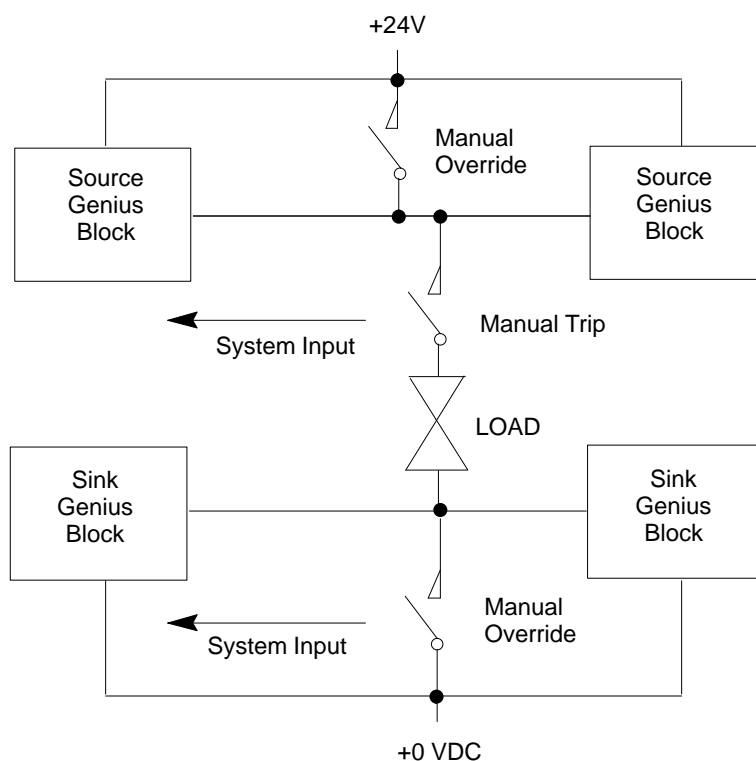 +24V
Manual
Override
Source
Genius
Block
Source
Genius
Block
System Input
Manual Trip
LOAD
Sink
Genius
Block
Sink
Genius
Block
System Input
Manual
Override
+0 VDC